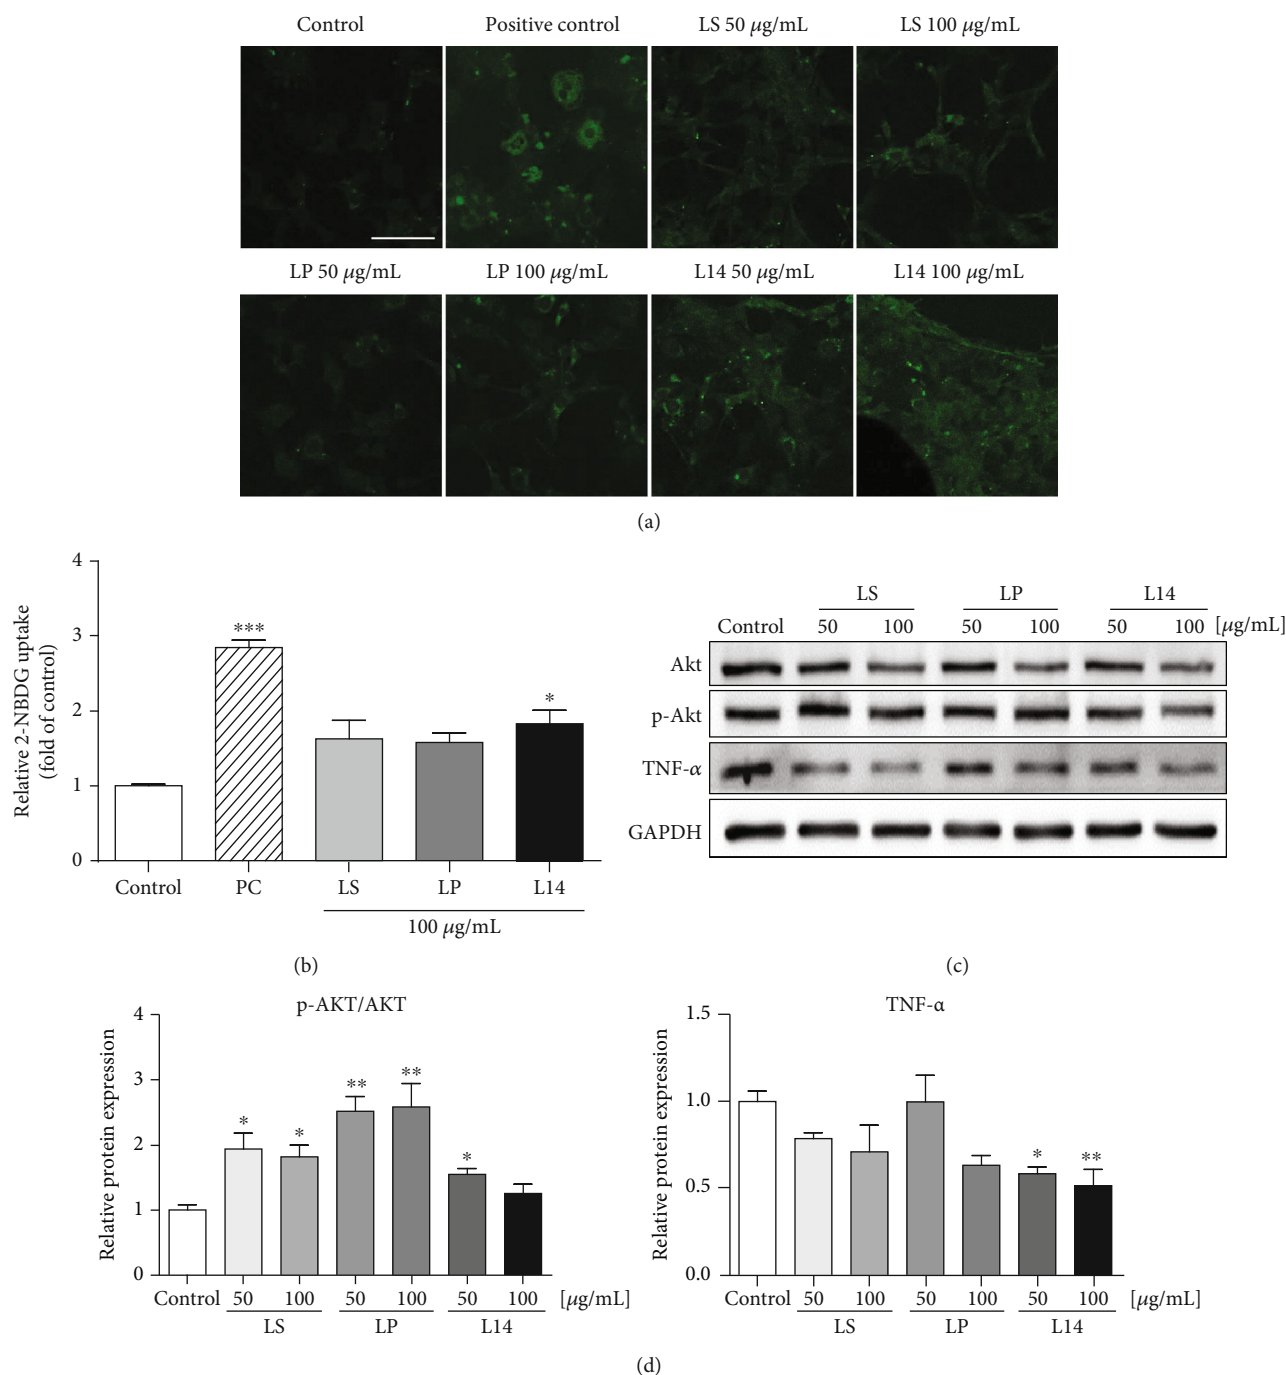 Control Positive control LS 50 μg/mL LS 100 μg/mL
LP 50 μg/mL LP 100 μg/mL L14 50 μg/mL L14 100 μg/mL
(a)
Relative 2-NBDG uptake
(fold of control)
4
3
2
1
0
***
*
Control PC LS LP L14
100 μg/mL
(b)
LS LP L14
Control 50 100 50 100 50 100 [μg/mL]
Akt
p-Akt
TNF-α
GAPDH
(c)
p-AKT/AKT
Relative protein expression
4
3
2
1
0
* * ** ** *
Control 50 100 50 100 50 100 [μg/mL]
LS LP L14
TNF-α
Relative protein expression
1.5
1.0
0.5
0.0
* **
Control 50 100 50 100 50 100 [μg/mL]
LS LP L14
(d)